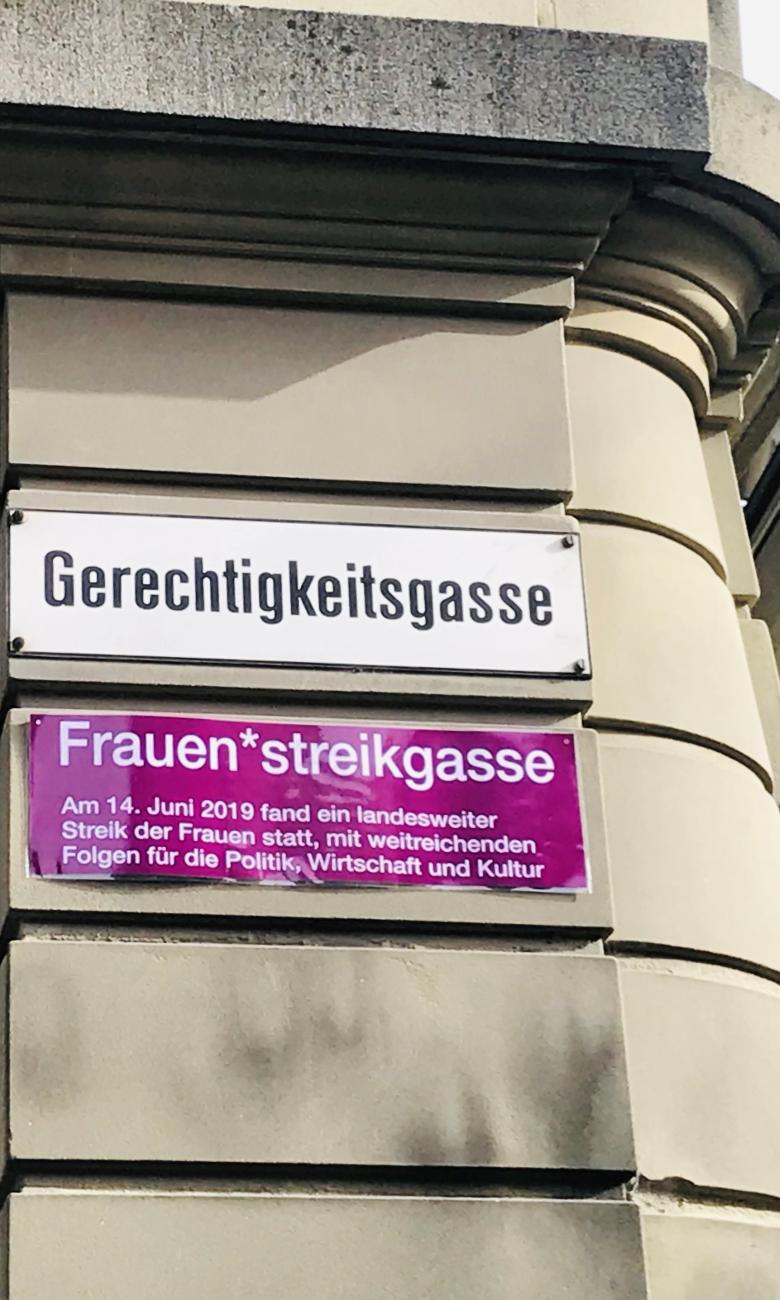 Gerechtigkeitsgasse
Frauen*streikgasse
Am 14. Juni 2019 fand ein landesweiter
Streik der Frauen statt, mit weitreichenden
Folgen für die Politik, Wirtschaft und Kultur